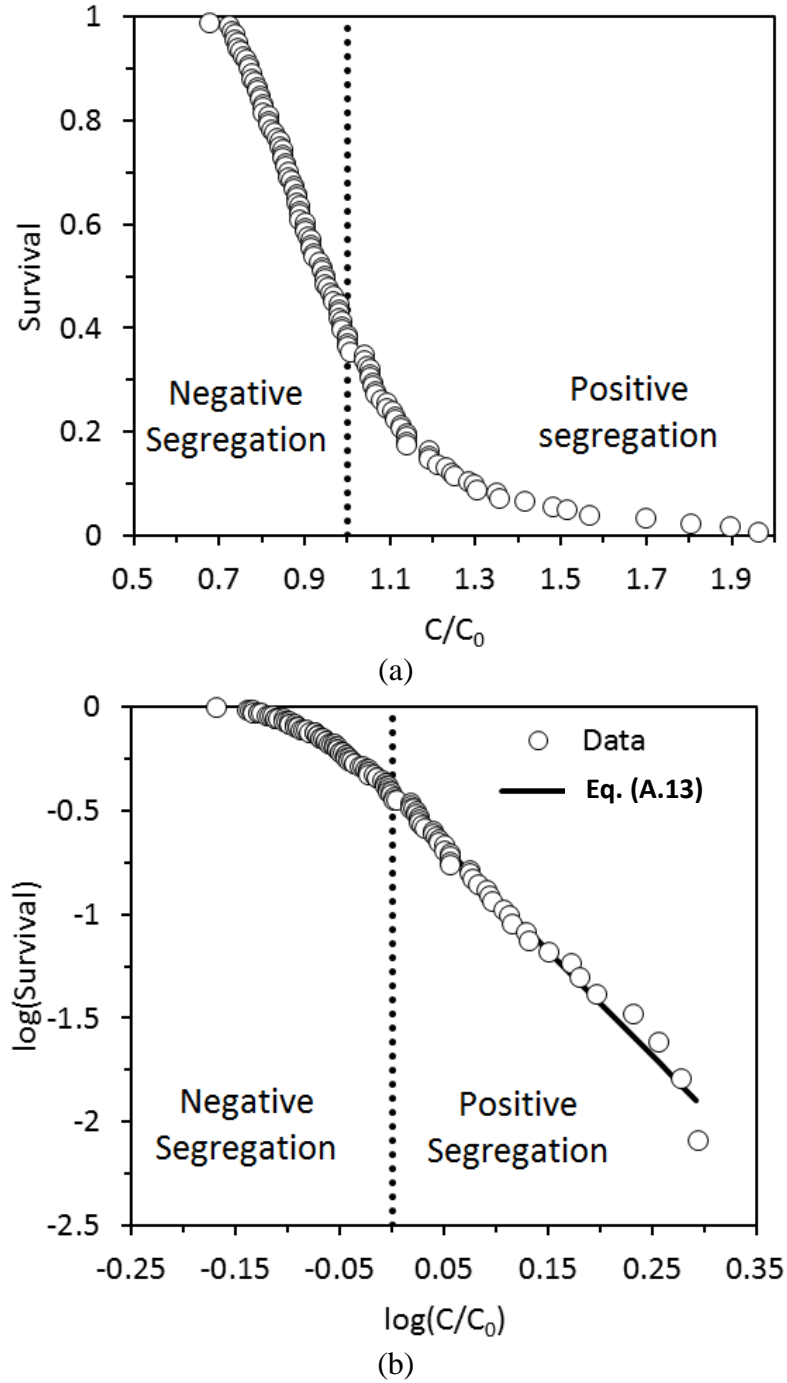 1
0.8
0.6
0.4
0.2
0
Survival
Negative
Segregation
Positive
segregation
0.5 0.7 0.9 1.1 1.3 1.5 1.7 1.9
C/C₀
(a)
0
-0.5
-1
-1.5
-2
-2.5
log(Survival)
Data
Eq. (A.13)
Negative
Segregation
Positive
Segregation
-0.25 -0.15 -0.05 0.05 0.15 0.25 0.35
log(C/C₀)
(b)